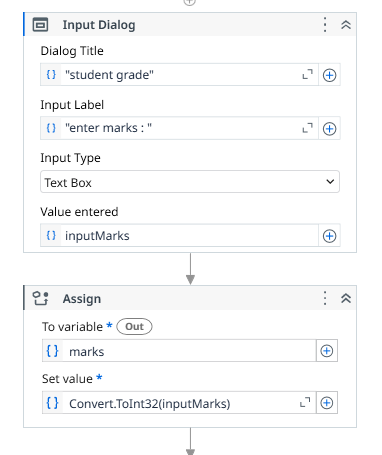 Input Dialog
Dialog Title
"student grade"
Input Label
"enter marks : "
Input Type
Text Box
Value entered
inputMarks
Assign
To variable * Out
marks
Set value *
Convert.ToInt32(inputMarks)